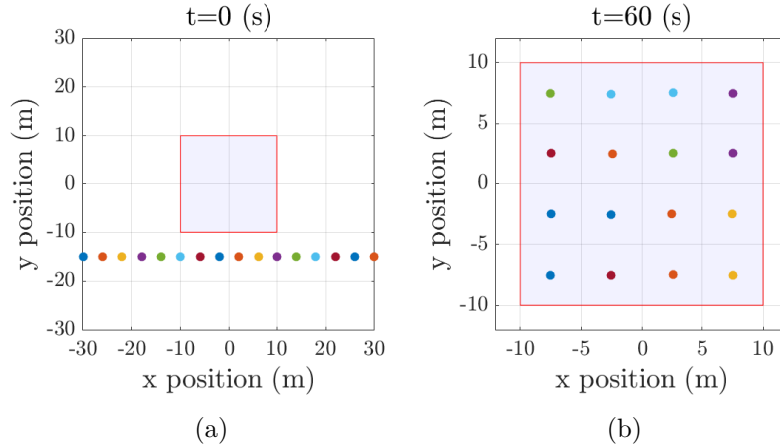 t=0 (s)
30
20
10
0
-10
-20
-30
y position (m)
-30 -20 -10 0 10 20 30
x position (m)
(a)
t=60 (s)
10
5
0
-5
-10
y position (m)
-10 -5 0 5 10
x position (m)
(b)